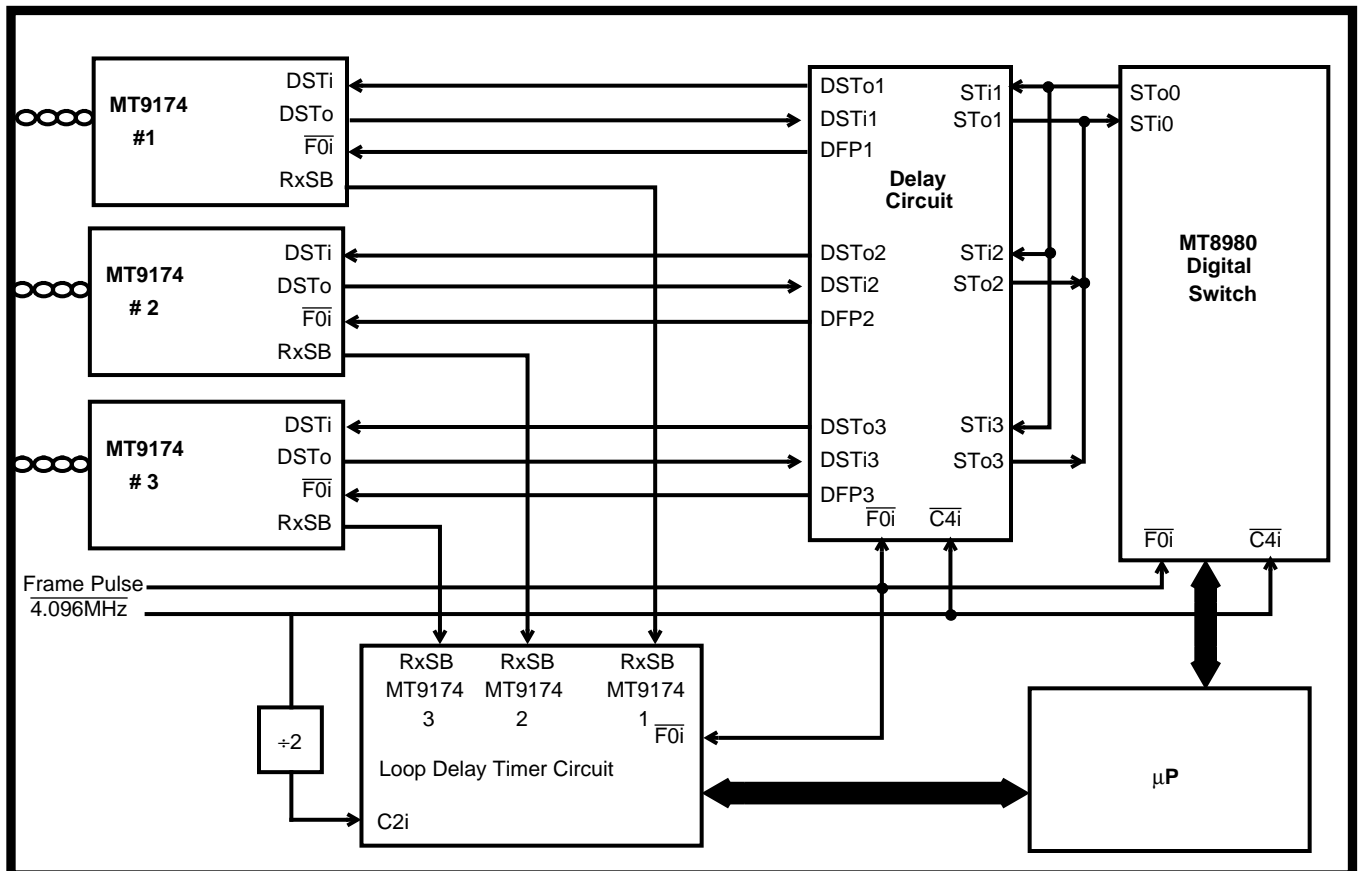 MT9174
#1
DSTi
DSTo
F0i
RxSB
MT9174
# 2
DSTi
DSTo
F0i
RxSB
MT9174
# 3
DSTi
DSTo
F0i
RxSB
DSTo1
DSTi1
DFP1
STi1
STo1
Delay
Circuit
DSTo2
DSTi2
DFP2
STi2
STo2
DSTo3
DSTi3
DFP3
STi3
STo3
F0i
C4i
STo0
STi0
MT8980
Digital
Switch
F0i
C4i
Frame Pulse
4.096MHz
÷2
RxSB
MT9174
3
RxSB
MT9174
2
RxSB
MT9174
1
F0i
Loop Delay Timer Circuit
C2i
µP